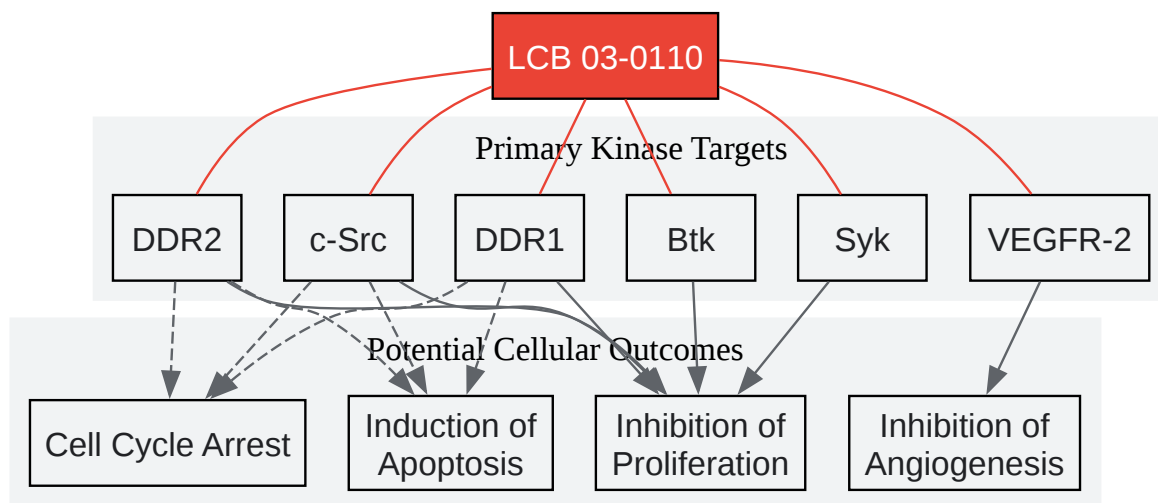 LCB 03-0110
Primary Kinase Targets
DDR2
c-Src
DDR1
Btk
Syk
VEGFR-2
Potential Cellular Outcomes
Cell Cycle Arrest
Induction of
Apoptosis
Inhibition of
Proliferation
Inhibition of
Angiogenesis